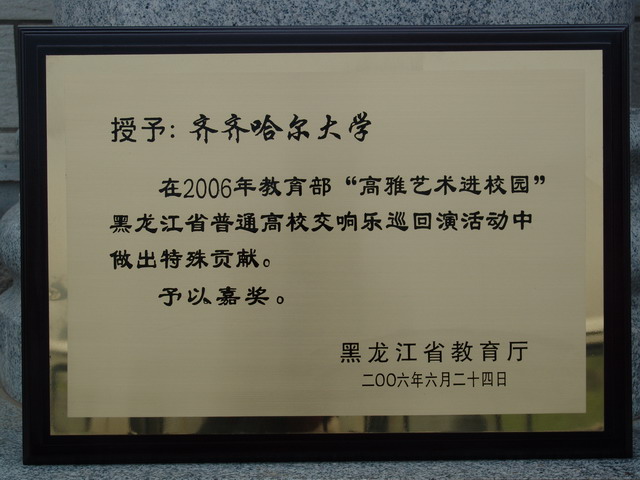 授予：齐齐哈尔大学
在2006年教育部“高雅艺术进校园”
黑龙江省普通高校交响乐巡回演活动中
做出特殊贡献。
予以嘉奖。
黑龙江省教育厅
二〇〇六年六月二十四日